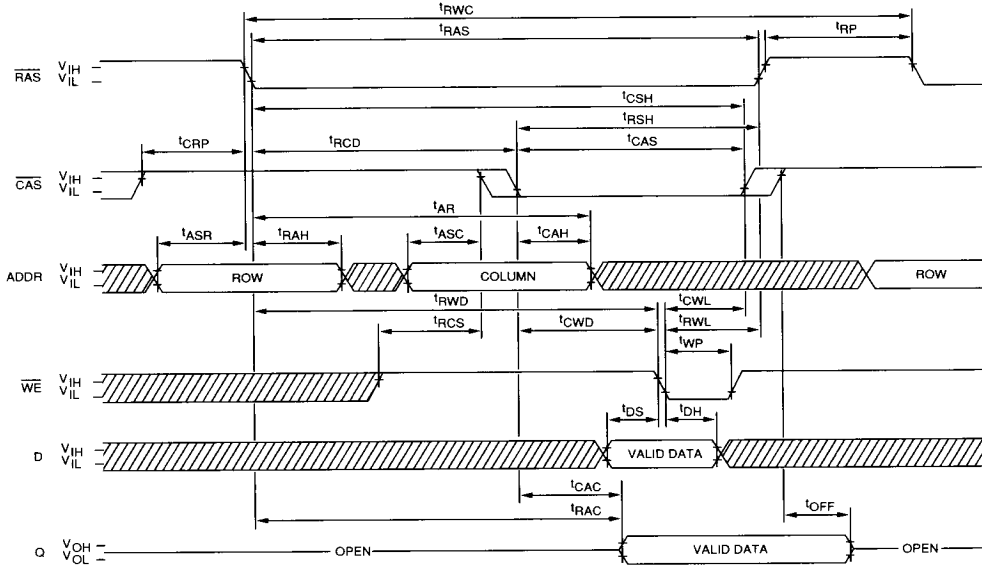 tRWC
tRAS
tRP
RAS VIH VIL
tCSH
tRSH
tCRP tRCD tCAS
CAS VIH VIL
tAR
tASR tRAH tASC tCAH
ADDR VIH VIL ROW COLUMN ROW
tRWD tCWL
tRCS tCWD tRWL
tWP
WE VIH VIL
tDS tDH
D VIH VIL VALID DATA
tCAC
tRAC tOFF
Q VOH VOL OPEN VALID DATA OPEN